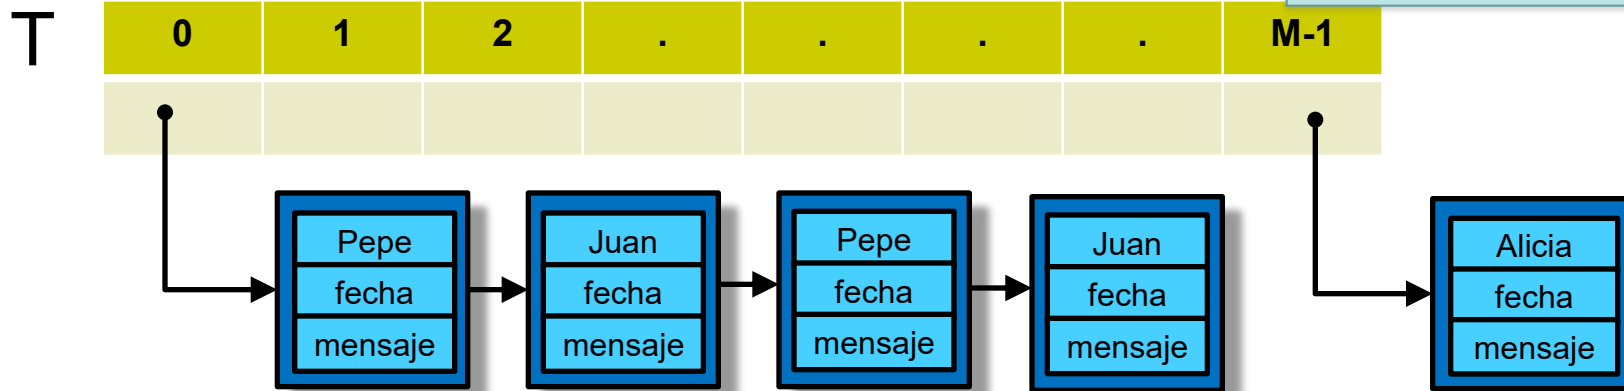 T 0 1 2 . . . . M-1
Pepe Juan Pepe Juan Alicia
fecha fecha fecha fecha fecha
mensaje mensaje mensaje mensaje mensaje